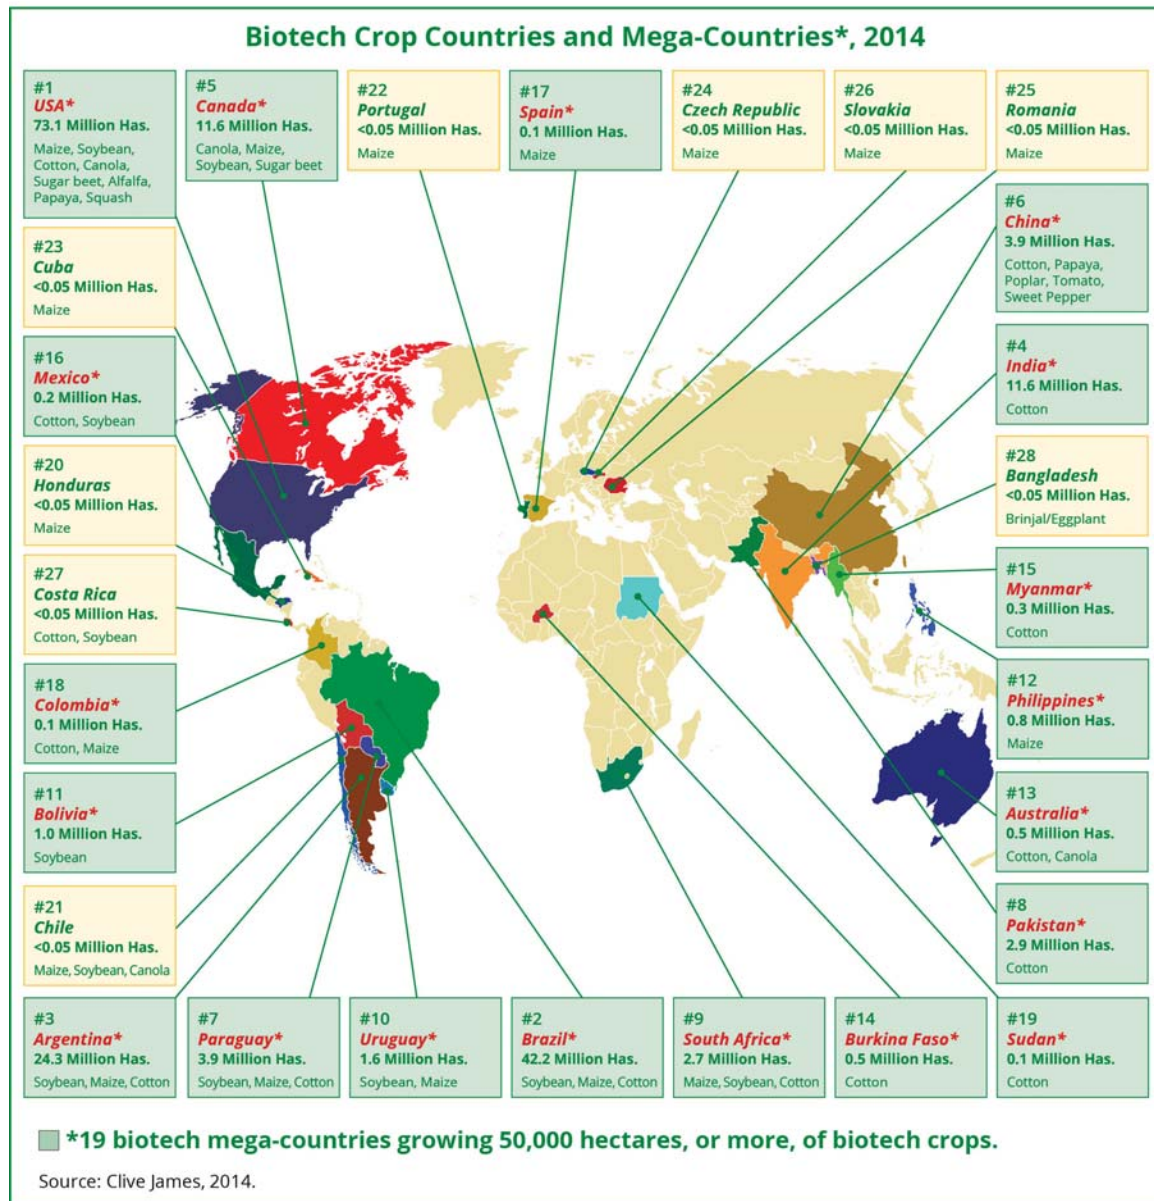 Biotech Crop Countries and Mega-Countries*, 2014
#1
USA*
73.1 Million Has.
Maize, Soybean,
Cotton, Canola,
Sugar beet, Alfalfa,
Papaya, Squash
#5
Canada*
11.6 Million Has.
Canola, Maize,
Soybean, Sugar beet
#22
Portugal
<0.05 Million Has.
Maize
#17
Spain*
0.1 Million Has.
Maize
#24
Czech Republic
<0.05 Million Has.
Maize
#26
Slovakia
<0.05 Million Has.
Maize
#25
Romania
<0.05 Million Has.
Maize
#23
Cuba
<0.05 Million Has.
Maize
#16
Mexico*
0.2 Million Has.
Cotton, Soybean
#20
Honduras
<0.05 Million Has.
Maize
#27
Costa Rica
<0.05 Million Has.
Cotton, Soybean
#18
Colombia*
0.1 Million Has.
Cotton, Maize
#11
Bolivia*
1.0 Million Has.
Soybean
#21
Chile
<0.05 Million Has.
Maize, Soybean, Canola
#6
China*
3.9 Million Has.
Cotton, Papaya,
Poplar, Tomato,
Sweet Pepper
#4
India*
11.6 Million Has.
Cotton
#28
Bangladesh
<0.05 Million Has.
Brinjal/Eggplant
#15
Myanmar*
0.3 Million Has.
Cotton
#12
Philippines*
0.8 Million Has.
Maize
#13
Australia*
0.5 Million Has.
Cotton, Canola
#8
Pakistan*
2.9 Million Has.
Cotton
#3
Argentina*
24.3 Million Has.
Soybean, Maize, Cotton
#7
Paraguay*
3.9 Million Has.
Soybean, Maize, Cotton
#10
Uruguay*
1.6 Million Has.
Soybean, Maize
#2
Brazil*
42.2 Million Has.
Soybean, Maize, Cotton
#9
South Africa*
2.7 Million Has.
Maize, Soybean, Cotton
#14
Burkina Faso*
0.5 Million Has.
Cotton
#19
Sudan*
0.1 Million Has.
Cotton
*19 biotech mega-countries growing 50,000 hectares, or more, of biotech crops.
Source: Clive James, 2014.